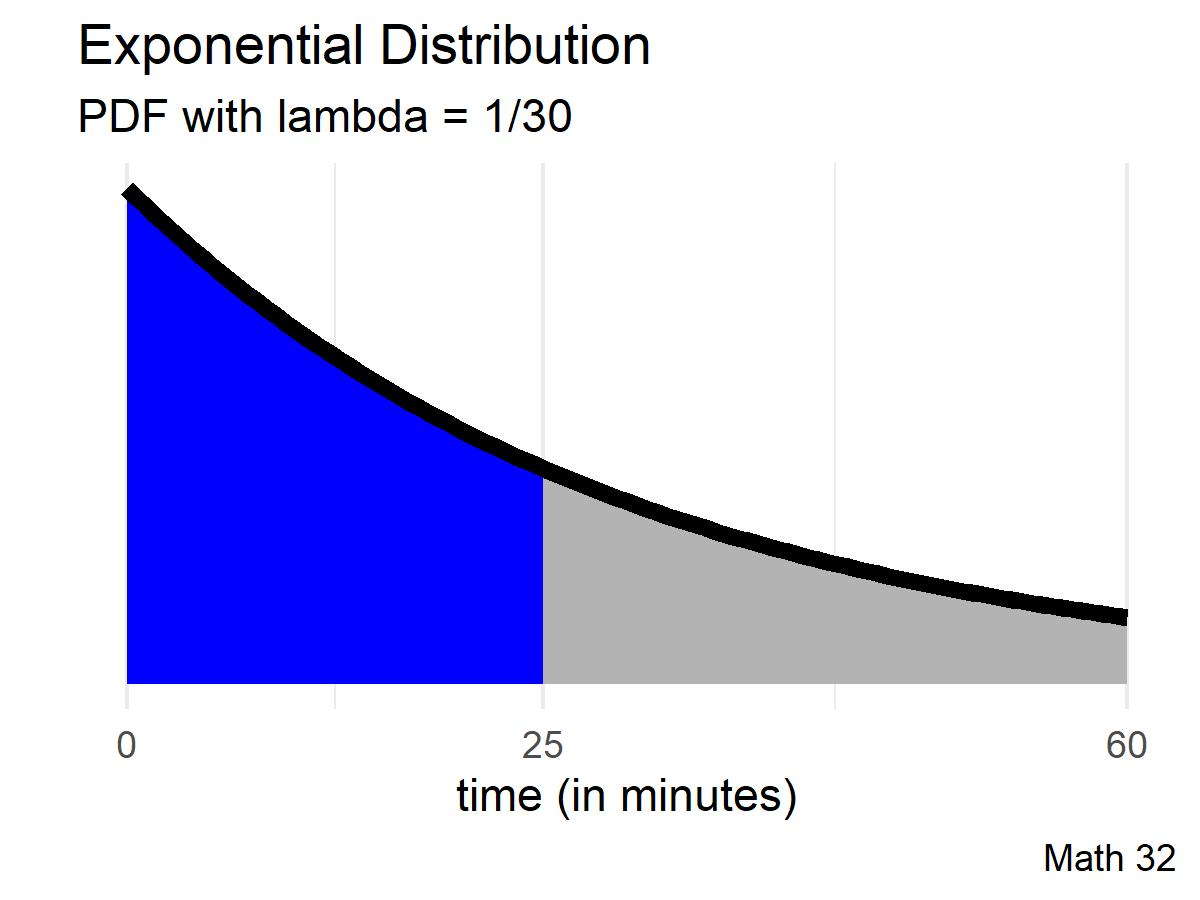 Exponential Distribution
PDF with lambda = 1/30
0 25 60
time (in minutes)
Math 32